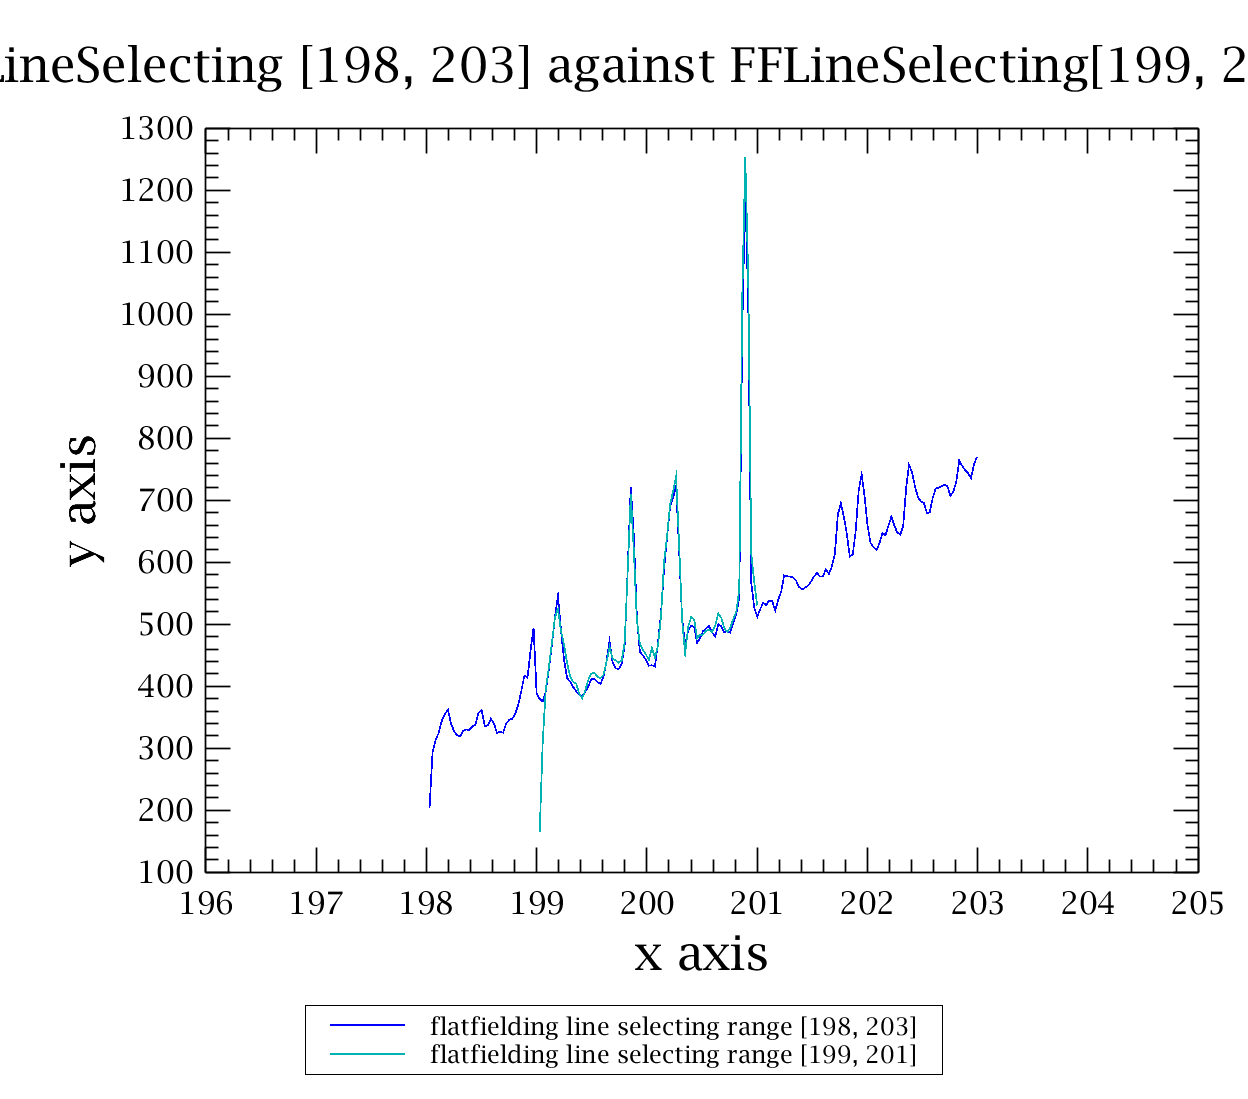 LineSelecting [198, 203] against FFLineSelecting[199, 2
1300
1200
1100
1000
900
800
700
600
500
400
300
200
100
y axis
196 197 198 199 200 201 202 203 204 205
x axis
flatfielding line selecting range [198, 203]
flatfielding line selecting range [199, 201]